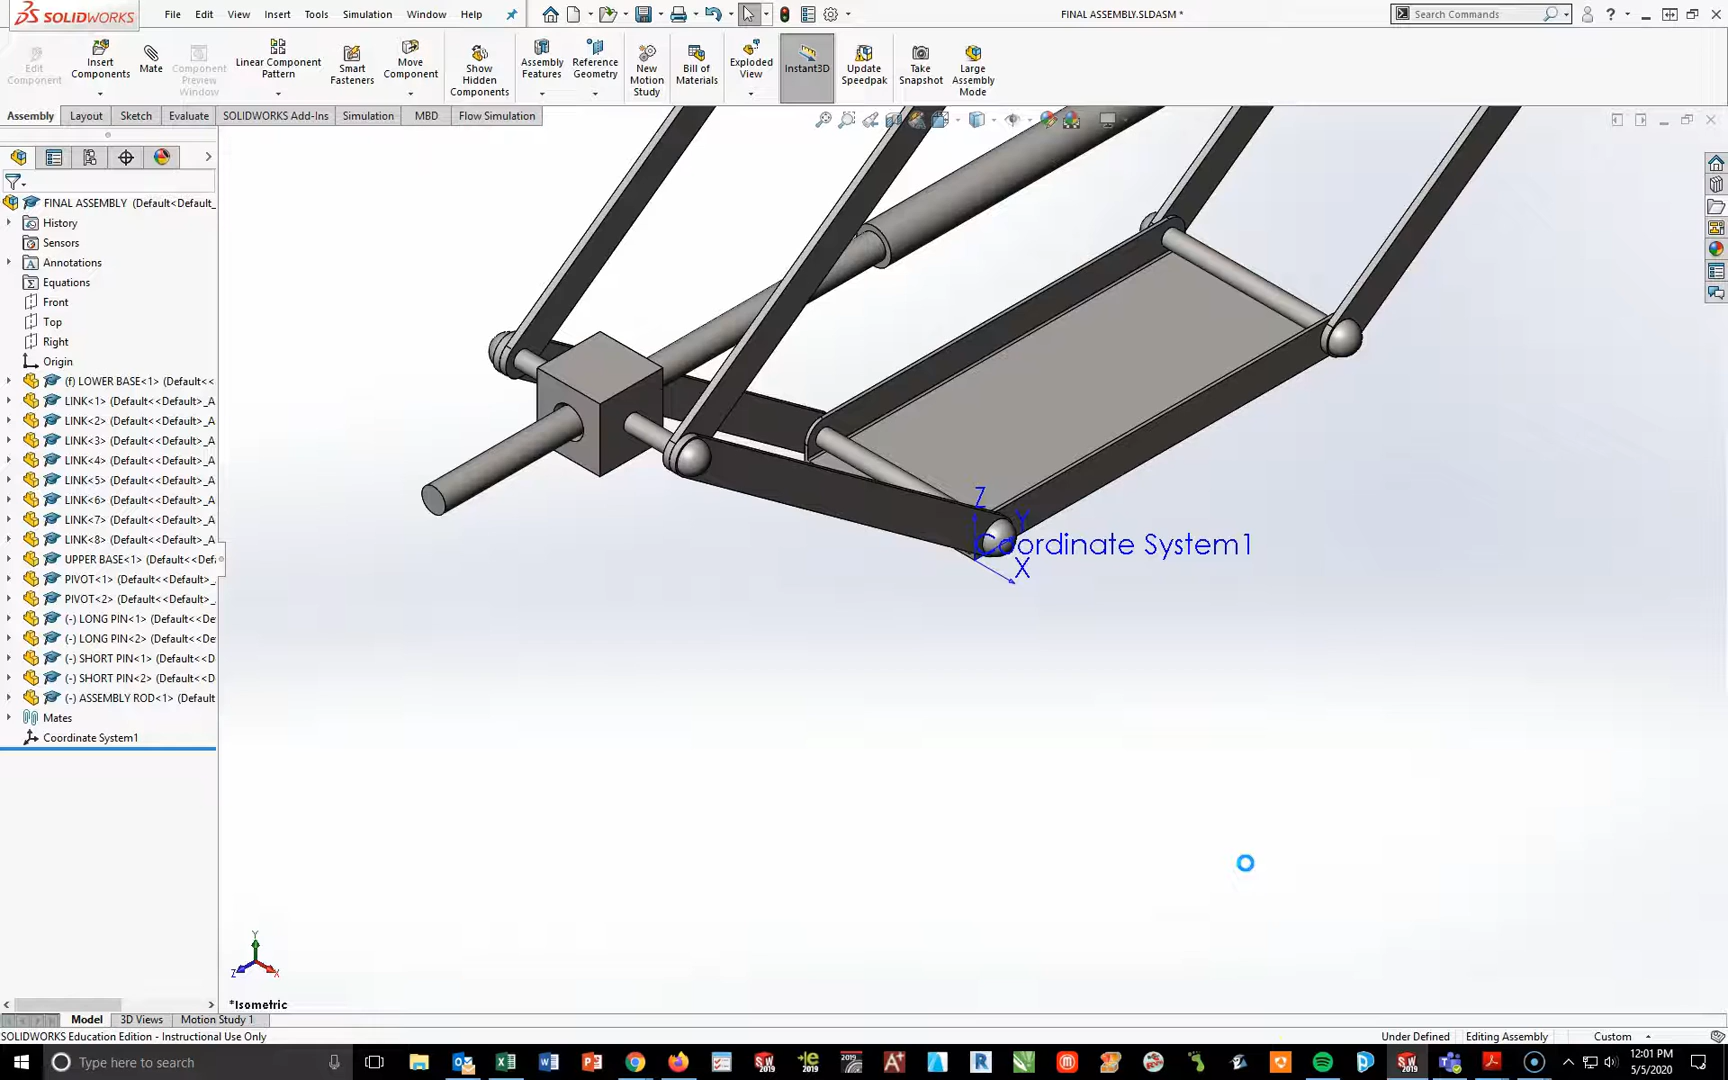 SOLIDWORKS File Edit View Insert Tools Simulation Window Help FINAL ASSEMBLY.SLDASM * Search Commands
Edit Component
Insert Components
Mate
Component Preview Window
Linear Component Pattern
Smart Fasteners
Move Component
Show Hidden Components
Assembly Features
Reference Geometry
New Motion Study
Bill of Materials
Exploded View
Instant3D
Update Speedpak
Take Snapshot
Large Assembly Mode
Assembly Layout Sketch Evaluate SOLIDWORKS Add-Ins Simulation MBD Flow Simulation
FINAL ASSEMBLY (Default<Default_
History
Sensors
Annotations
Equations
Front
Top
Right
Origin
(f) LOWER BASE<1> (Default<<
LINK<1> (Default<<Default>_A
LINK<2> (Default<<Default>_A
LINK<3> (Default<<Default>_A
LINK<4> (Default<<Default>_A
LINK<5> (Default<<Default>_A
LINK<6> (Default<<Default>_A
LINK<7> (Default<<Default>_A
LINK<8> (Default<<Default>_A
UPPER BASE<1> (Default<<Defa
PIVOT<1> (Default<<Default>_
PIVOT<2> (Default<<Default>_
(-) LONG PIN<1> (Default<<De
(-) LONG PIN<2> (Default<<De
(-) SHORT PIN<1> (Default<<D
(-) SHORT PIN<2> (Default<<D
(-) ASSEMBLY ROD<1> (Default
Mates
Coordinate System1
Z
Y
Coordinate System1
X
Y
Z X
*Isometric
Model 3D Views Motion Study 1
SOLIDWORKS Education Edition - Instructional Use Only Under Defined Editing Assembly Custom
Type here to search
12:01 PM
5/5/2020